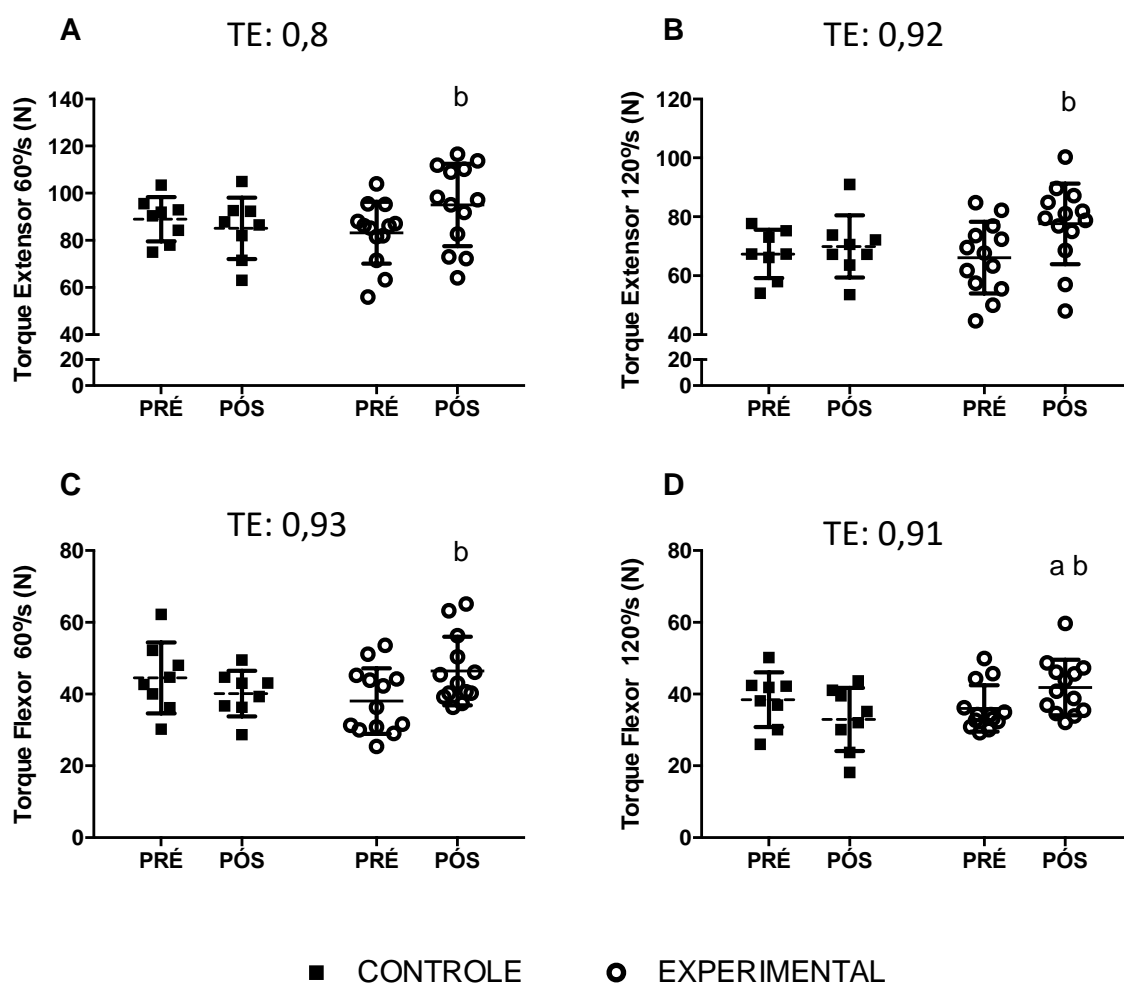 A
TE: 0,8
Torque Extensor 60º/s (N)
140
120
100
80
60
40
20
0
b
PRÉ PÓS PRÉ PÓS
B
TE: 0,92
Torque Extensor 120º/s (N)
120
100
80
60
40
20
0
b
PRÉ PÓS PRÉ PÓS
C
TE: 0,93
Torque Flexor 60º/s (N)
80
60
40
20
0
b
PRÉ PÓS PRÉ PÓS
D
TE: 0,91
Torque Flexor 120º/s (N)
80
60
40
20
0
a b
PRÉ PÓS PRÉ PÓS
CONTROLE EXPERIMENTAL